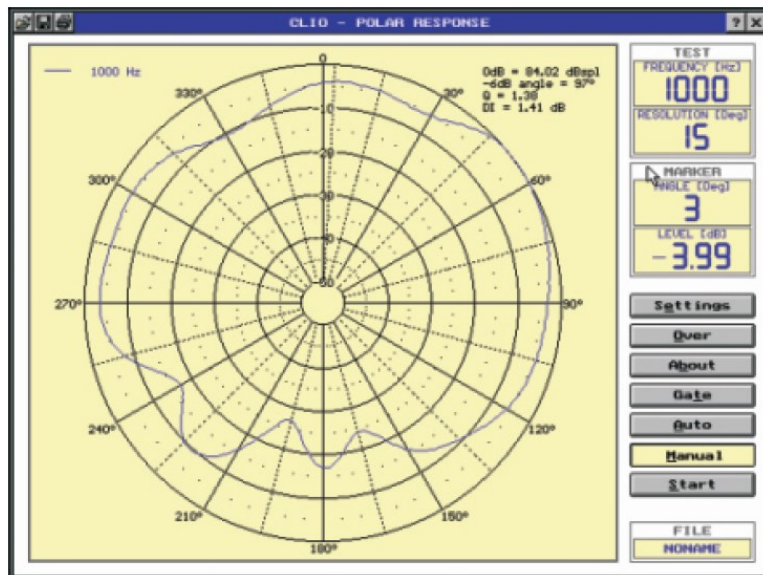 CLIO - POLAR RESPONSE
? ×
1000 Hz
0dB = 84.02 dBspl
-6dB angle = 97°
Q = 1.38
DI = 1.41 dB
0
330°
30°
-10
-20
300°
60°
-30
-40
-50
270°
90°
240°
120°
210°
150°
180°
TEST
FREQUENCY [Hz]
1000
RESOLUTION [Deg]
15
MARKER
ANGLE [Deg]
3
LEVEL [dB]
-3.99
Settings
Over
About
Gate
Auto
Manual
Start
FILE
NONAME